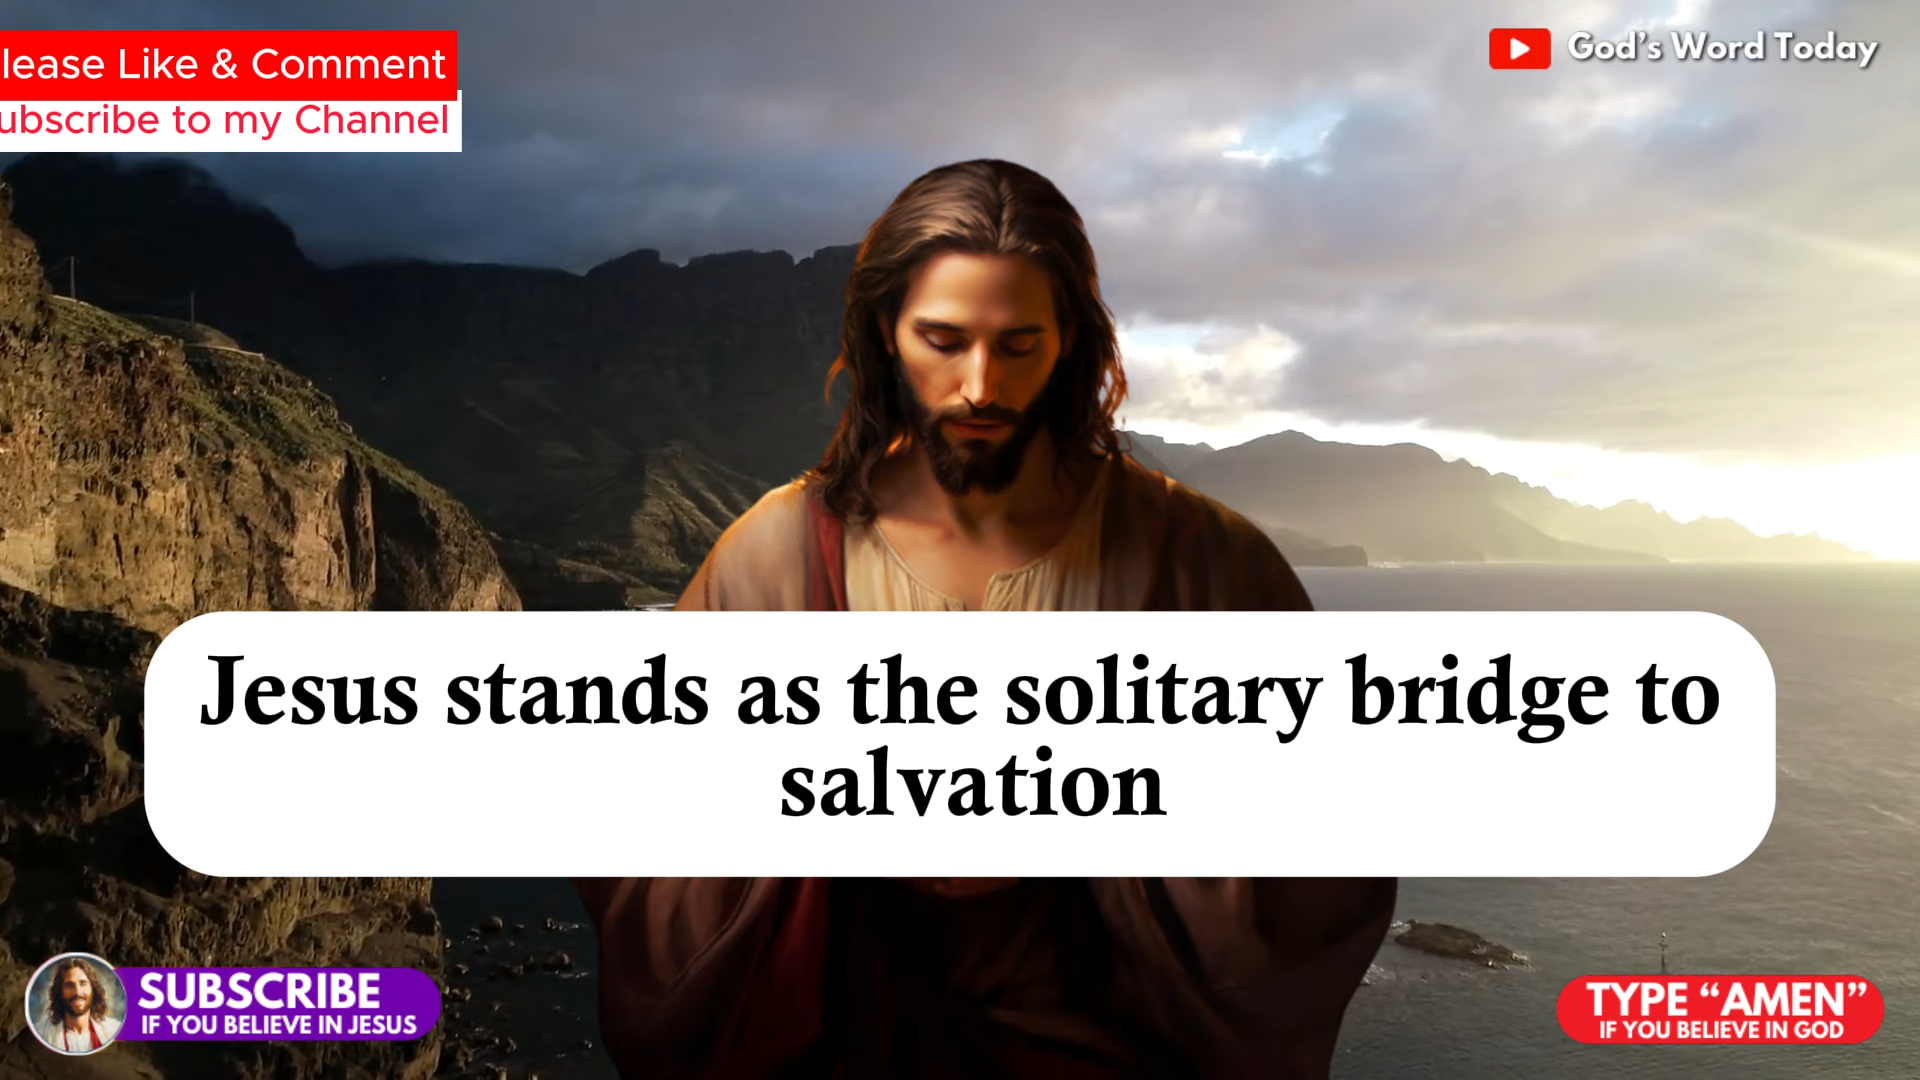 lease Like & Comment
ubscribe to my Channel
God's Word Today
Jesus stands as the solitary bridge to
salvation
SUBSCRIBE
IF YOU BELIEVE IN JESUS
TYPE “AMEN”
IF YOU BELIEVE IN GOD